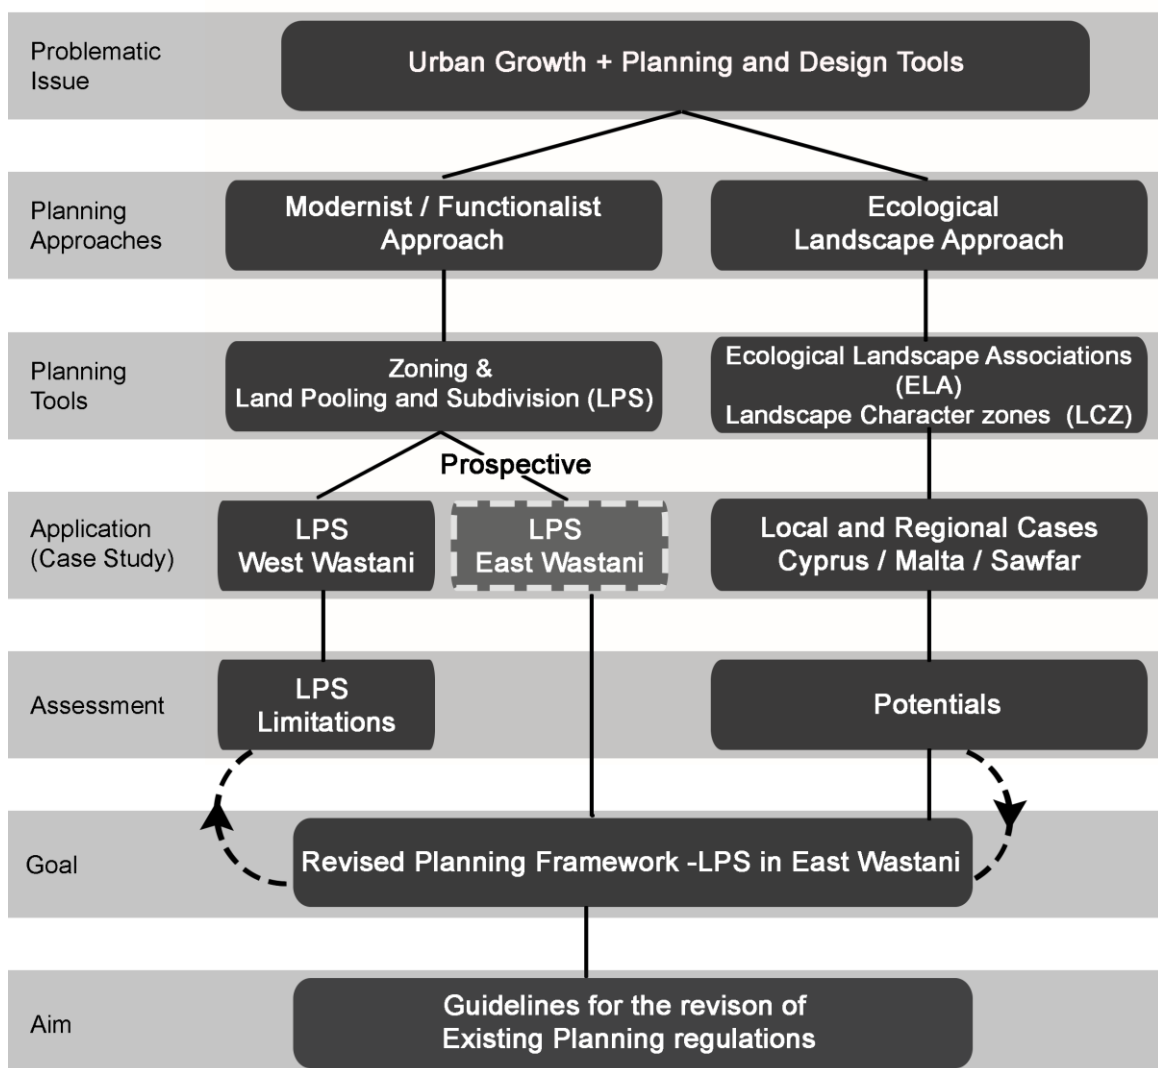 Problematic
Issue
Urban Growth + Planning and Design Tools
Planning
Approaches
Modernist / Functionalist
Approach
Ecological
Landscape Approach
Planning
Tools
Zoning &
Land Pooling and Subdivision (LPS)
Ecological Landscape Associations
(ELA)
Landscape Character zones (LCZ)
Prospective
Application
(Case Study)
LPS
West Wastani
LPS
East Wastani
Local and Regional Cases
Cyprus / Malta / Sawfar
Assessment
LPS
Limitations
Potentials
Goal
Revised Planning Framework -LPS in East Wastani
Aim
Guidelines for the revison of
Existing Planning regulations